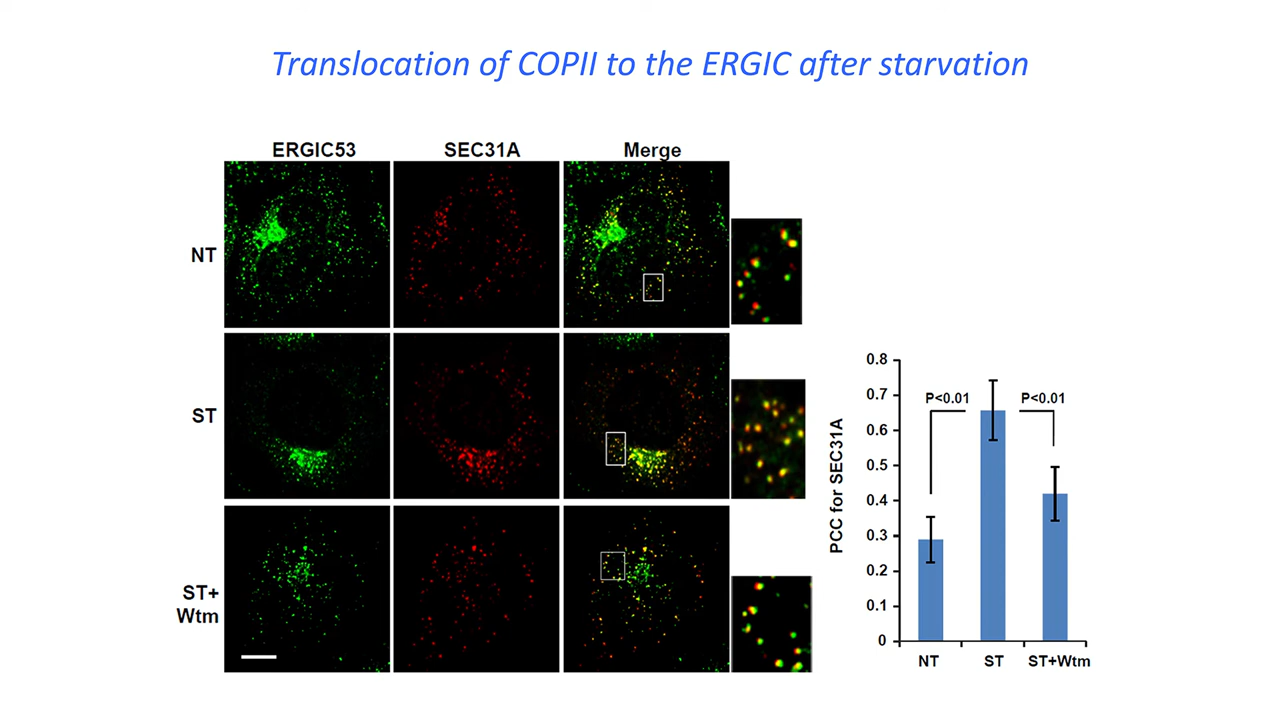 Translocation of COPII to the ERGIC after starvation
ERGIC53 SEC31A Merge
NT
ST
ST+
Wtm
PCC for SEC31A
0.8
0.7
0.6
0.5
0.4
0.3
0.2
0.1
0
P<0.01 P<0.01
NT ST ST+Wtm